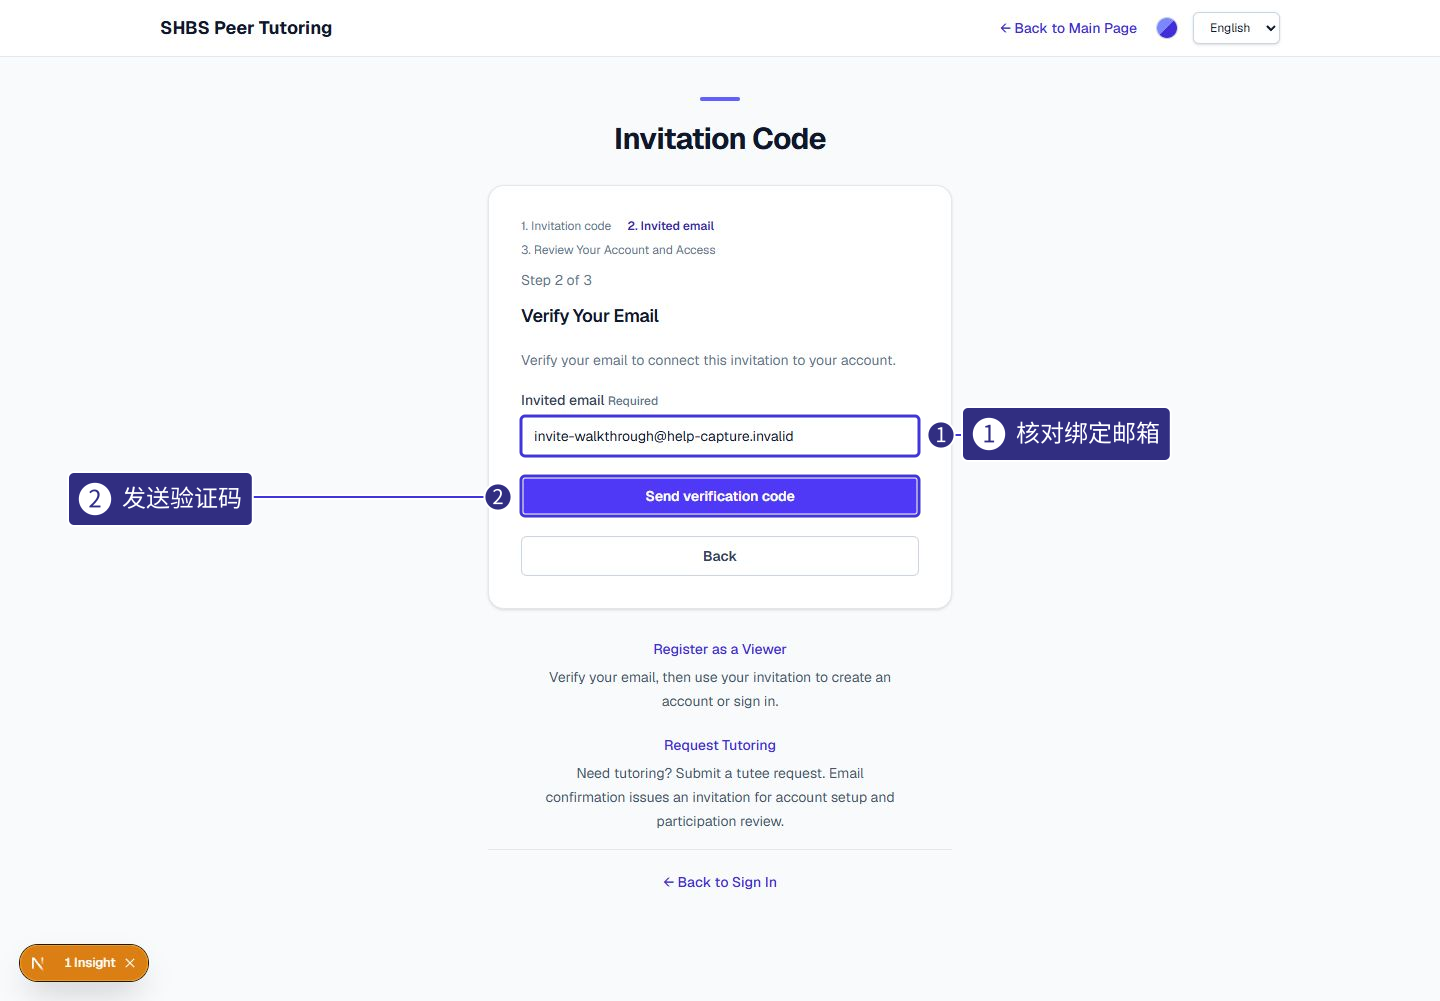 SHBS Peer Tutoring
← Back to Main Page
English
Invitation Code
1. Invitation code 2. Invited email
3. Review Your Account and Access
Step 2 of 3
Verify Your Email
Verify your email to connect this invitation to your account.
Invited email Required
invite-walkthrough@help-capture.invalid
1
1 核对绑定邮箱
2 发送验证码
2
Send verification code
Back
Register as a Viewer
Verify your email, then use your invitation to create an
account or sign in.
Request Tutoring
Need tutoring? Submit a tutee request. Email
confirmation issues an invitation for account setup and
participation review.
← Back to Sign In
N 1 Insight ×